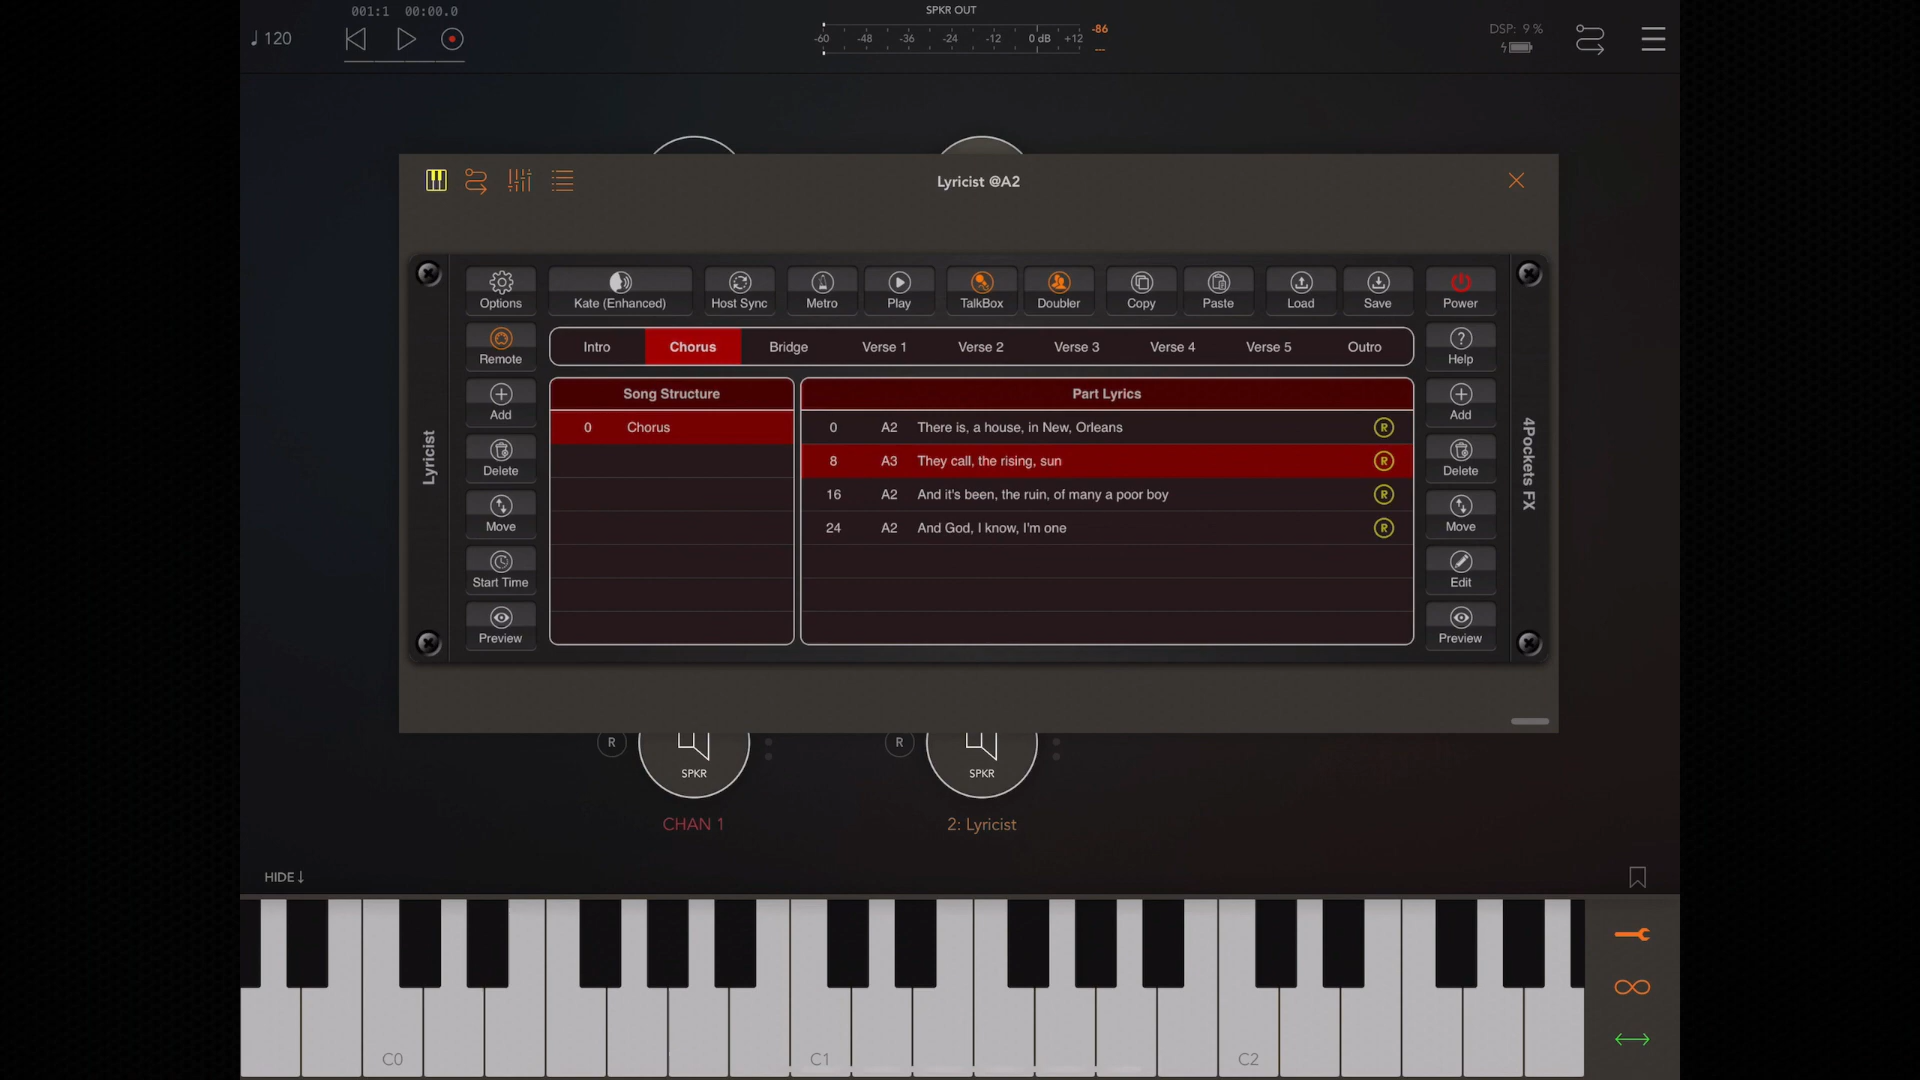 001:1 00:00.0
SPKR OUT
♩120
-60 -48 -36 -24 -12 0 dB +12
-86
---
DSP: 9 %
Lyricist @A2
Options
Kate (Enhanced)
Host Sync
Metro
Play
TalkBox
Doubler
Copy
Paste
Load
Save
Power
Remote
Intro Chorus Bridge Verse 1 Verse 2 Verse 3 Verse 4 Verse 5 Outro
Help
Add
Song Structure
Part Lyrics
Add
0 Chorus
0 A2 There is, a house, in New, Orleans R
8 A3 They call, the rising, sun R
16 A2 And it's been, the ruin, of many a poor boy R
24 A2 And God, I know, I'm one R
Delete
Delete
Move
Move
Start Time
Edit
Preview
Preview
Lyricist
4Pockets FX
R SPKR
R SPKR
CHAN 1
2: Lyricist
HIDE↓
C0 C1 C2